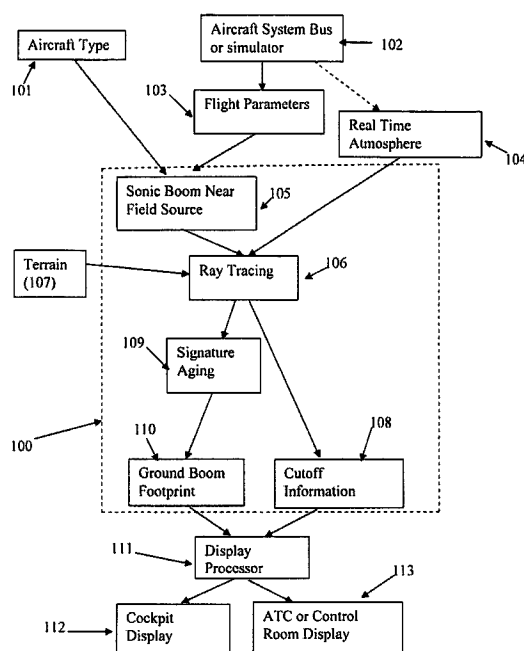 Aircraft System Bus
or simulator
102
Aircraft Type
101
103
Flight Parameters
Real Time
Atmosphere
104
Sonic Boom Near
Field Source
105
Terrain
(107)
Ray Tracing
106
109
Signature
Aging
100
110
108
Ground Boom
Footprint
Cutoff
Information
111
Display
Processor
113
Cockpit
Display
112
ATC or Control
Room Display